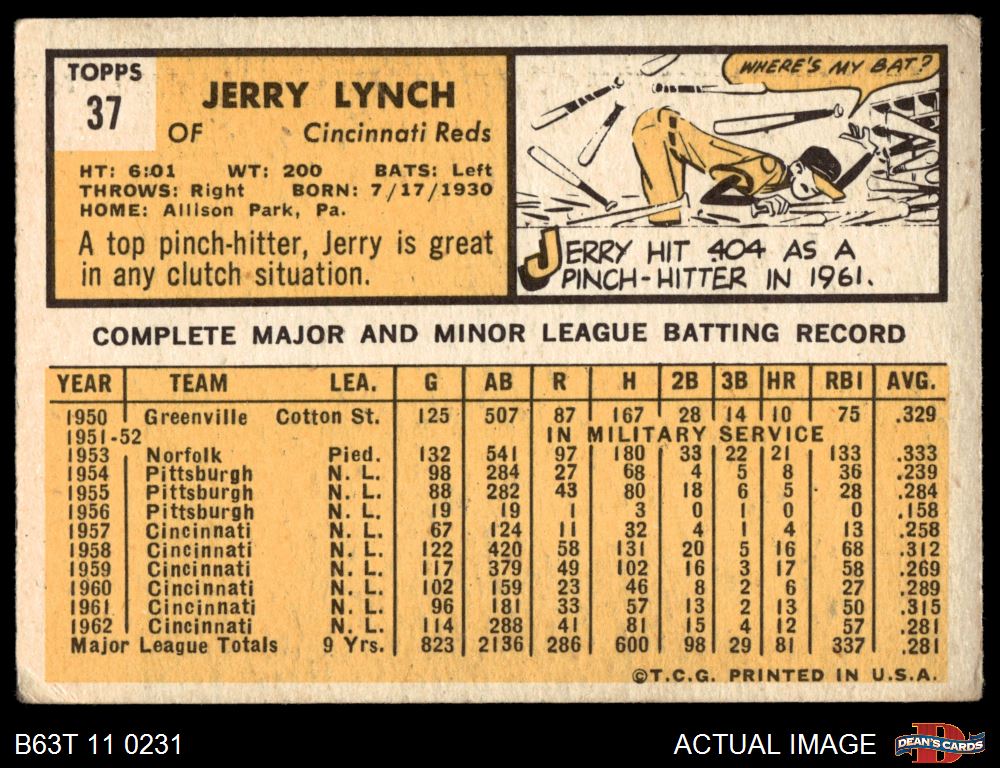 TOPPS
37
JERRY LYNCH
OF Cincinnati Reds
HT: 6:01 WT: 200 BATS: Left
THROWS: Right BORN: 7/17/1930
HOME: Allison Park, Pa.
A top pinch-hitter, Jerry is great
in any clutch situation.
WHERE'S MY BAT?
JERRY HIT .404 AS A
PINCH-HITTER IN 1961.
COMPLETE MAJOR AND MINOR LEAGUE BATTING RECORD
YEAR TEAM LEA. G AB R H 2B 3B HR RBI AVG.
1950 Greenville Cotton St. 125 507 87 167 28 14 10 75 .329
1951-52 IN MILITARY SERVICE
1953 Norfolk Pied. 132 541 97 180 33 22 21 133 .333
1954 Pittsburgh N. L. 98 284 27 68 4 5 8 36 .239
1955 Pittsburgh N. L. 88 282 43 80 18 6 5 28 .284
1956 Pittsburgh N. L. 19 19 1 3 0 1 0 0 .158
1957 Cincinnati N. L. 67 124 11 32 4 1 4 13 .258
1958 Cincinnati N. L. 122 420 58 131 20 5 16 68 .312
1959 Cincinnati N. L. 117 379 49 102 16 3 17 58 .269
1960 Cincinnati N. L. 102 159 23 46 8 2 6 27 .289
1961 Cincinnati N. L. 96 181 33 57 13 2 13 50 .315
1962 Cincinnati N. L. 114 288 41 81 15 4 12 57 .281
Major League Totals 9 Yrs. 823 2136 286 600 98 29 81 337 .281
©T.C.G. PRINTED IN U.S.A.
B63T 11 0231
ACTUAL IMAGE
D
DEAN'S CARDS